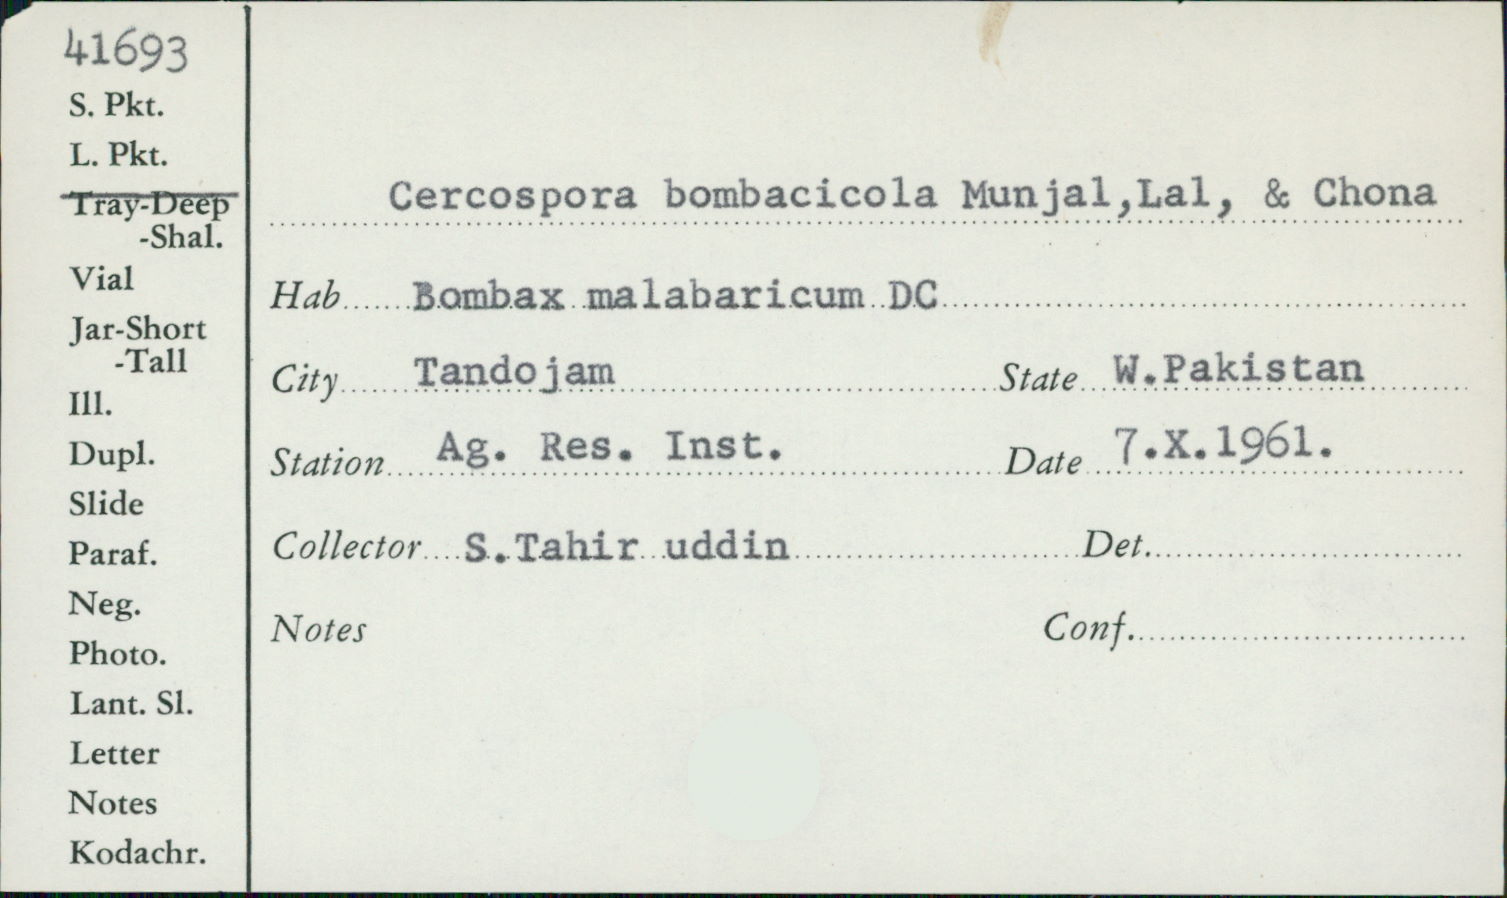 41693
S. Pkt.
L. Pkt.
Tray-Deep
-Shal.
Vial
Jar-Short
-Tall
Ill.
Dupl.
Slide
Paraf.
Neg.
Photo.
Lant. Sl.
Letter
Notes
Kodachr.
Cercospora bombacicola Munjal,Lal, & Chona
Hab Bombax malabaricum DC
City Tandojam State W.Pakistan
Station Ag. Res. Inst. Date 7.X.1961.
Collector S.Tahir uddin Det.
Notes Conf.